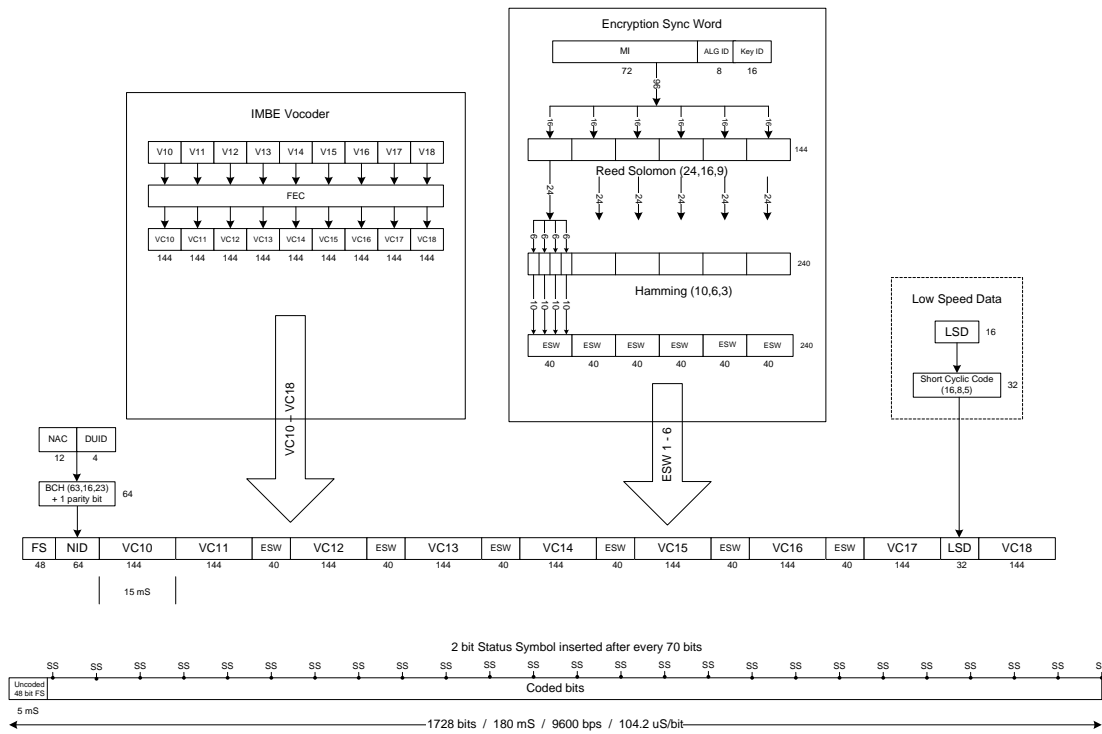 Encryption Sync Word
MI ALG ID Key ID
72 8 16
96
16 16 16 16 16 16
144
Reed Solomon (24,16,9)
24 24 24 24 24 24
6 6 6 6
240
Hamming (10,6,3)
10 10 10 10
ESW ESW ESW ESW ESW ESW 240
40 40 40 40 40 40
IMBE Vocoder
V10 V11 V12 V13 V14 V15 V16 V17 V18
FEC
VC10 VC11 VC12 VC13 VC14 VC15 VC16 VC17 VC18
144 144 144 144 144 144 144 144 144
Low Speed Data
LSD 16
Short Cyclic Code
(16,8,5) 32
VC10 – VC18
ESW 1 - 6
NAC DUID
12 4
BCH (63,16,23)
+ 1 parity bit 64
FS NID VC10 VC11 ESW VC12 ESW VC13 ESW VC14 ESW VC15 ESW VC16 ESW VC17 LSD VC18
48 64 144 144 40 144 40 144 40 144 40 144 40 144 40 144 32 144
15 mS
2 bit Status Symbol inserted after every 70 bits
SS SS SS SS SS SS SS SS SS SS SS SS SS SS SS SS SS SS SS SS SS SS SS SS
Uncoded
48 bit FS
Coded bits
5 mS
1728 bits / 180 mS / 9600 bps / 104.2 uS/bit